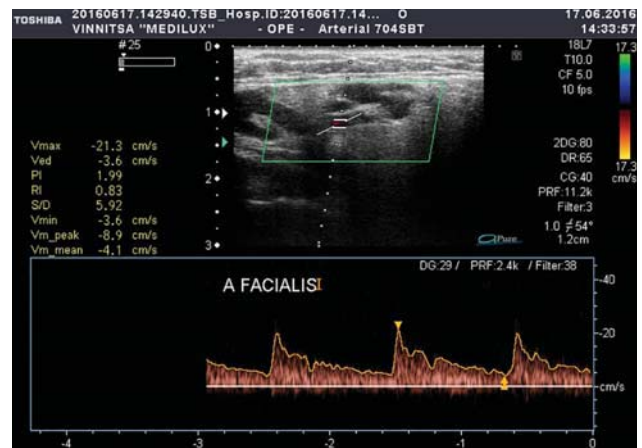 TOSHIBA 20160617.142940.TSB_Hosp.ID:20160617.14... O 17.06.2016
VINNITSA "MEDILUX" - OPE - Arterial 704SBT 14:33:57
#25
0
1
2
3
18L7
T10.0
CF 5.0
10 fps
2DG:80
DR:65
CG:40
PRF:11.2k
Filter:3
1.0 54°
1.2cm
aPure
17.3
17.3
cm/s
Vmax -21.3 cm/s
Ved -3.6 cm/s
PI 1.99
RI 0.83
S/D 5.92
Vmin -3.6 cm/s
Vm_peak -8.9 cm/s
Vm_mean -4.1 cm/s
DG:29 / PRF:2.4k / Filter:38
A FACIALIS
-40
-20
cm/s
-4 -3 -2 -1 0